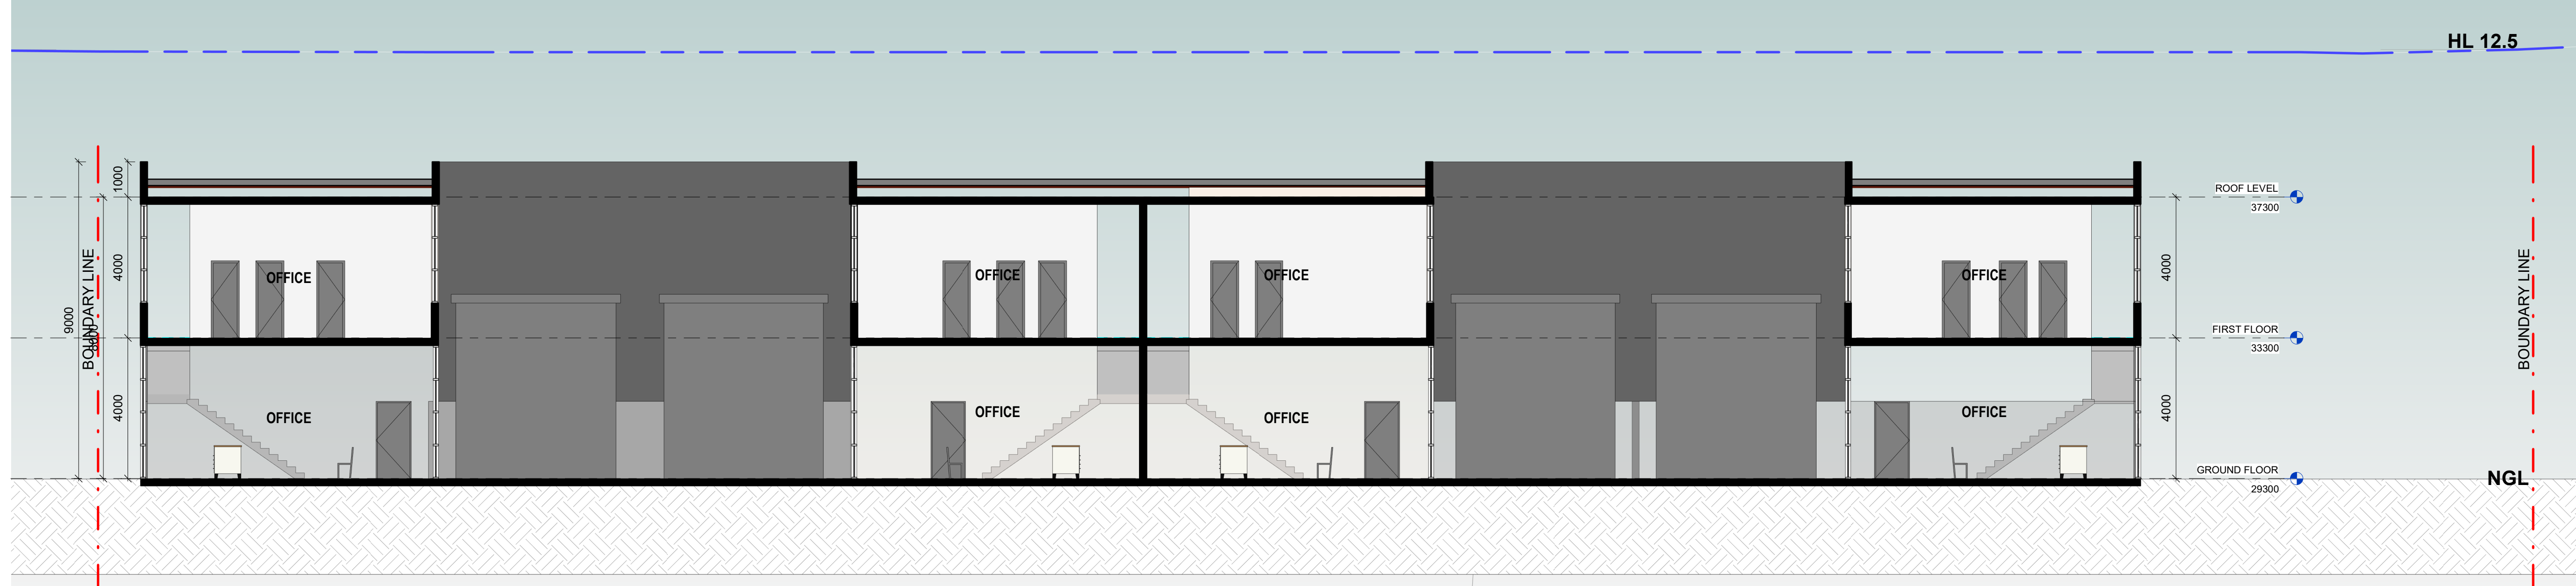 HL 12.5
1000
ROOF LEVEL
37300
BOUNDARY LINE
9000
4000
OFFICE
OFFICE
OFFICE
OFFICE
4000
BOUNDARY LINE
FIRST FLOOR
33300
4000
OFFICE
OFFICE
OFFICE
OFFICE
4000
GROUND FLOOR
29300
NGL